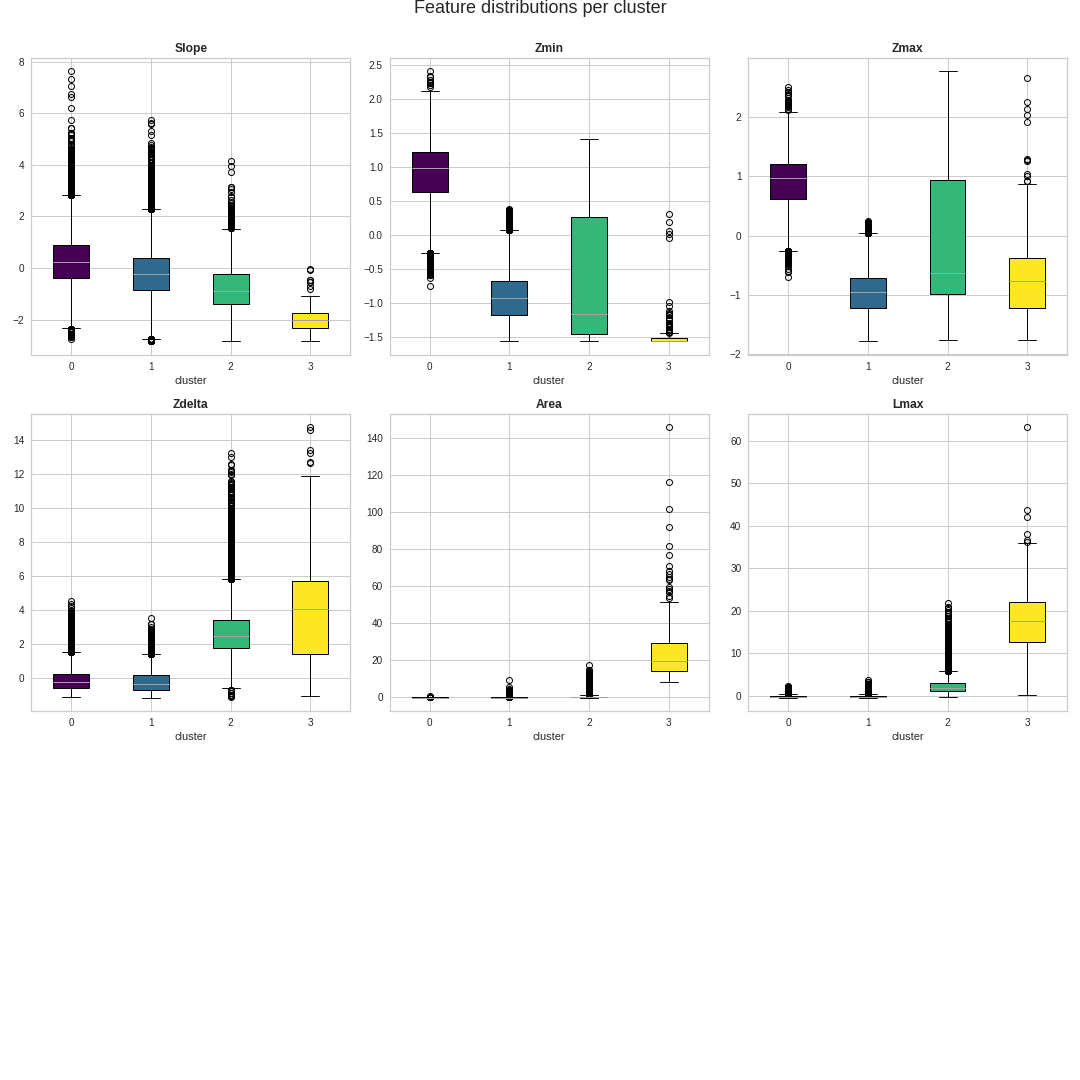 Feature distributions per cluster
Slope
8
6
4
2
0
−2
0 1 2 3
cluster
Zmin
2.5
2.0
1.5
1.0
0.5
0.0
−0.5
−1.0
−1.5
0 1 2 3
cluster
Zmax
2
1
0
−1
−2
0 1 2 3
cluster
Zdelta
14
12
10
8
6
4
2
0
0 1 2 3
cluster
Area
140
120
100
80
60
40
20
0
0 1 2 3
cluster
Lmax
60
50
40
30
20
10
0
0 1 2 3
cluster